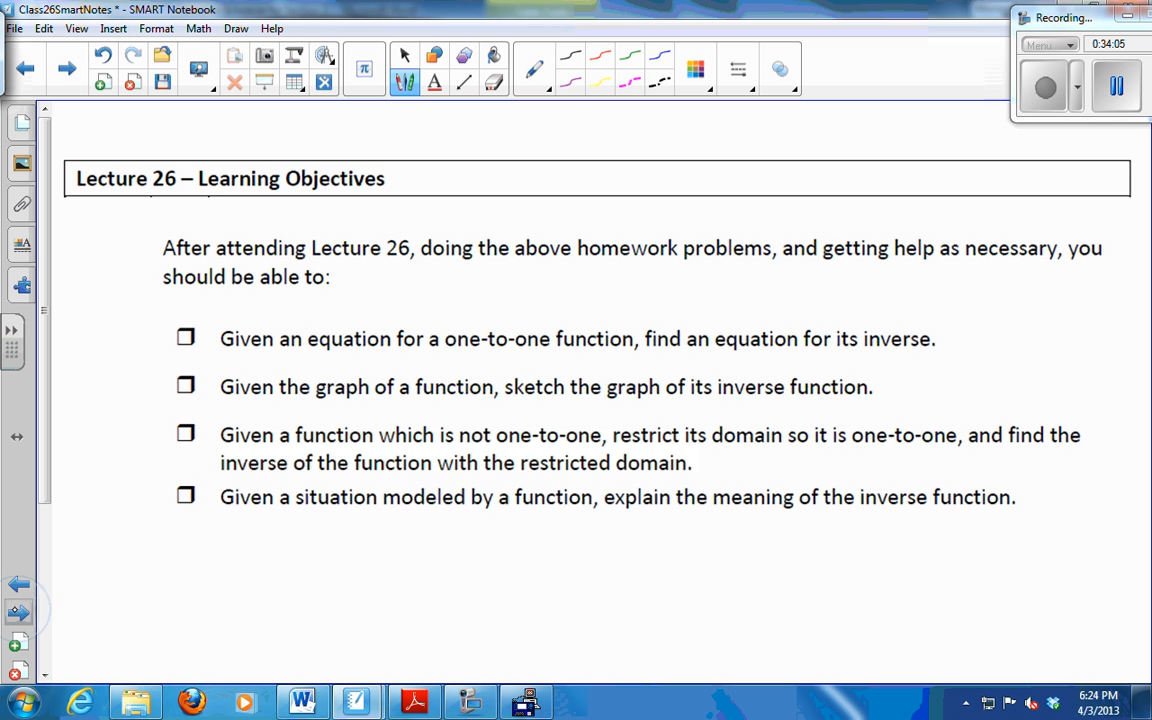 Class26SmartNotes * - SMART Notebook
File Edit View Insert Format Math Draw Help
Recording...
Menu
0:34:05
Lecture 26 – Learning Objectives
After attending Lecture 26, doing the above homework problems, and getting help as necessary, you
should be able to:
Given an equation for a one-to-one function, find an equation for its inverse.
Given the graph of a function, sketch the graph of its inverse function.
Given a function which is not one-to-one, restrict its domain so it is one-to-one, and find the
inverse of the function with the restricted domain.
Given a situation modeled by a function, explain the meaning of the inverse function.
6:24 PM
4/3/2013